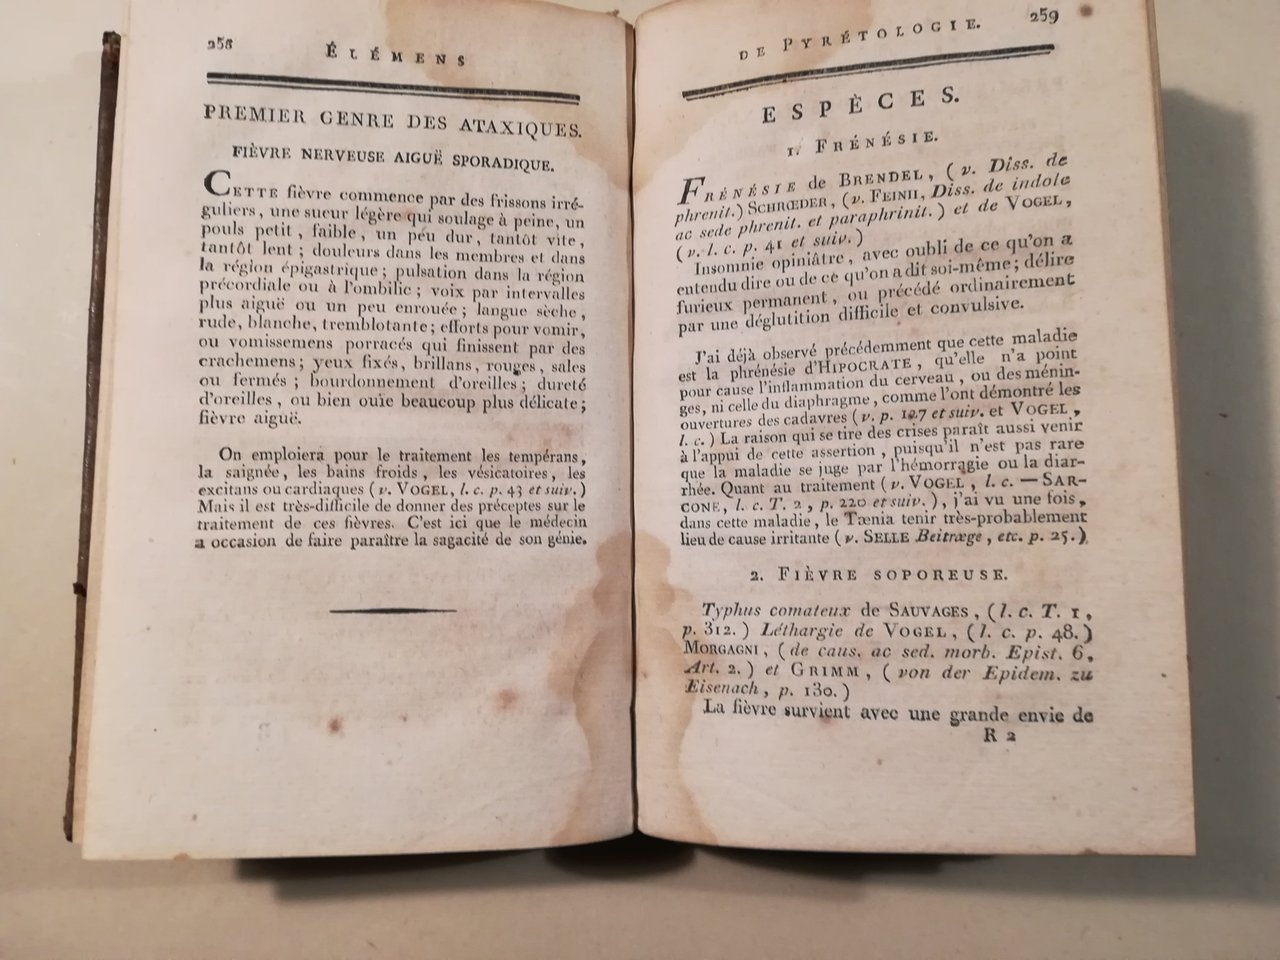 258
ÉLÉMENS
PREMIER GENRE DES ATAXIQUES.
FIÈVRE NERVEUSE AIGUË SPORADIQUE.
CETTE fièvre commence par des frissons irré-
guliers, une sueur légère qui soulage à peine, un
pouls petit, faible, un peu dur, tantôt vite,
tantôt lent; douleurs dans les membres et dans
la région épigastrique; pulsation dans la région
précordiale ou à l'ombilic; voix par intervalles
plus aiguë ou un peu enrouée; langue sèche,
rude, blanche, tremblotante; efforts pour vomir,
ou vomissemens porracés qui finissent par des
crachemens; yeux fixés, brillans, rouges, sales
ou fermés; bourdonnement d'oreilles; dureté
d'oreilles, ou bien ouïe beaucoup plus délicate;
fièvre aiguë.
On emploiera pour le traitement les tempérans,
la saignée, les bains froids, les vésicatoires, les
excitans ou cardiaques (v. VOGEL, l. c. p. 43 et suiv.)
Mais il est très-difficile de donner des préceptes sur le
traitement de ces fièvres. C'est ici que le médecin
a occasion de faire paraître la sagacité de son génie.
DE PYRÉTOLOGIE.
259
ESPÈCES.
1. FRÉNÉSIE.
FRÉNÉSIE de BRENDEL, (v. Diss. de
phrenit.) SCHRŒDER, (v. FEINII, Diss. de indole
ac sede phrenit. et paraphrinit.) et de VOGEL,
(v. l. c. p. 41 et suiv.)
Insomnie opiniâtre, avec oubli de ce qu'on a
entendu dire ou de ce qu'on a dit soi-même; délire
furieux permanent, ou précédé ordinairement
par une déglutition difficile et convulsive.
J'ai déjà observé précédemment que cette maladie
est la phrénésie d'HIPOCRATE, qu'elle n'a point
pour cause l'inflammation du cerveau, ou des ménin-
ges, ni celle du diaphragme, comme l'ont démontré les
ouvertures des cadavres (v. p. 127 et suiv. et VOGEL,
l. c.) La raison qui se tire des crises paraît aussi venir
à l'appui de cette assertion, puisqu'il n'est pas rare
que la maladie se juge par l'hémorragie ou la diar-
rhée. Quant au traitement (v. VOGEL, l. c. — SAR-
CONE, l. c. T. 2, p. 220 et suiv.), j'ai vu une fois,
dans cette maladie, le Tænia tenir très-probablement
lieu de cause irritante (v. SELLE Beitræge, etc. p. 25.)
2. FIÈVRE SOPOREUSE.
Typhus comateux de SAUVAGES, (l. c. T. 1,
p. 312.) Léthargie de VOGEL, (l. c. p. 48.)
MORGAGNI, (de caus. ac sed. morb. Epist. 6,
Art. 2.) et GRIMM, (von der Epidem. zu
Eisenach, p. 130.)
La fièvre survient avec une grande envie de
R 2